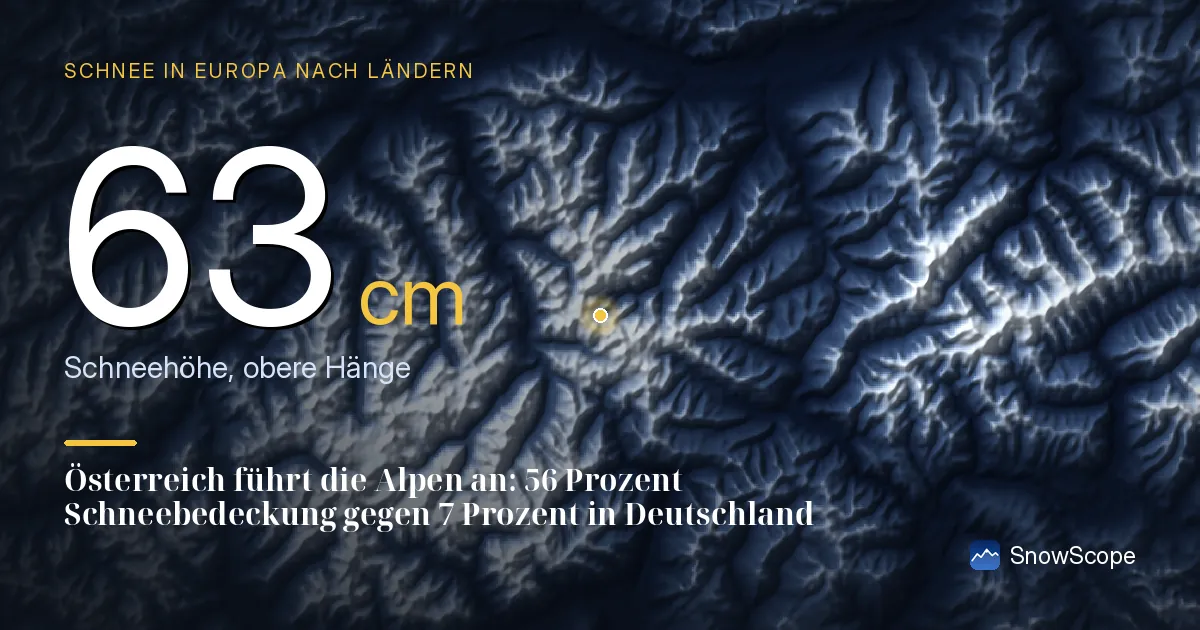 SCHNEE IN EUROPA NACH LÄNDERN
63 cm
Schneehöhe, obere Hänge
Österreich führt die Alpen an: 56 Prozent
Schneebedeckung gegen 7 Prozent in Deutschland
SnowScope